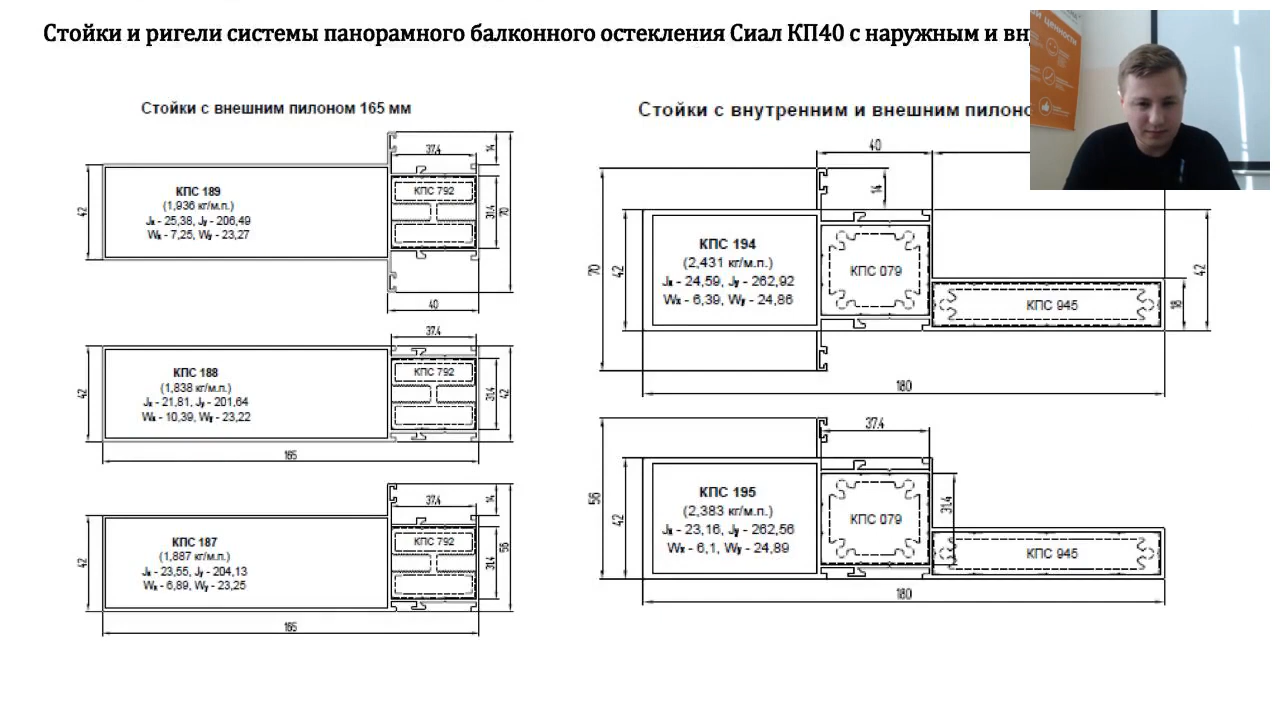 Стойки и ригели системы панорамного балконного остекления Сиал КП40 с наружным и
ЦЕННОСТИ
Стойки с внешним пилоном 165 мм
37.4
14
КПС 189
(1,936 кг/м.п.)
Jx - 25,38, Jy - 206,49
Wx - 7,25, Wy - 23,27
КПС 792
42
31.4
70
40
37.4
КПС 188
(1,838 кг/м.п.)
Jx - 21,81, Jy - 201,64
Wx - 10,39, Wy - 23,22
КПС 792
42
31.4
42
165
37.4
14
КПС 187
(1,887 кг/м.п.)
Jx - 23,55, Jy - 204,13
Wx - 6,89, Wy - 23,25
КПС 792
42
31.4
56
165
Стойки с внутренним и внешним
40
14
КПС 194
(2,431 кг/м.п.)
Jx - 24,59, Jy - 262,92
Wx - 6,39, Wy - 24,86
КПС 079
КПС 945
70
42
42
18
180
37.4
КПС 195
(2,383 кг/м.п.)
Jx - 23,16, Jy - 262,56
Wx - 6,1, Wy - 24,89
КПС 079
КПС 945
56
42
31.4
180